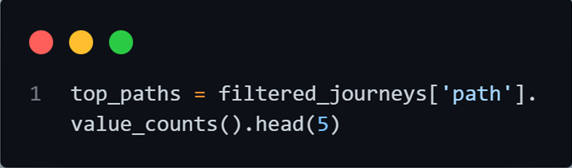 1 top_paths = filtered_journeys['path'].
value_counts().head(5)